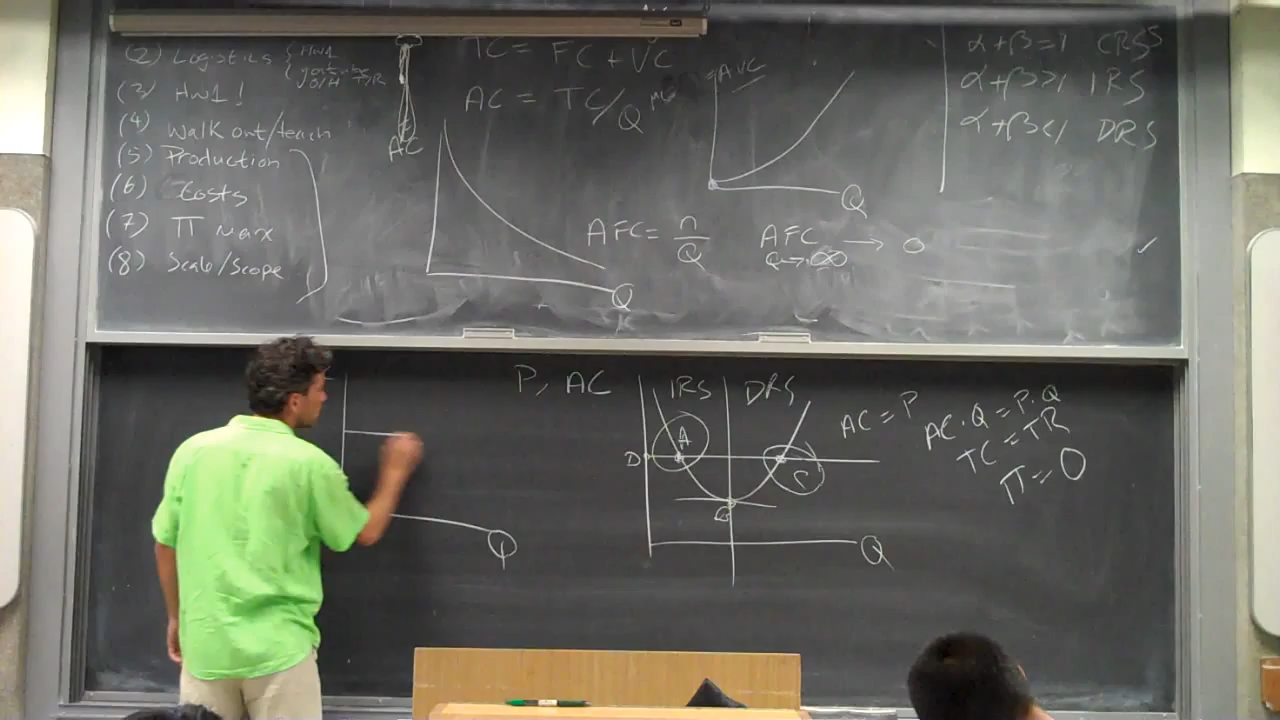 (2) Logistics { HW1
(3) HW1!
(4) Walk out/teach
(5) Production
(6) Costs
(7) Π Max
(8) Scale/Scope
AC
TC = FC + VC
AC = TC/Q
Q
AFC = n/Q
AFC → 0
Q→∞
AVC
Q
α+β=1 CRS
α+β>1 IRS
α+β<1 DRS
Q
P, AC
IRS DRS
A
D
C
Q
AC = P
AC·Q = P·Q
TC = TR
Π = 0